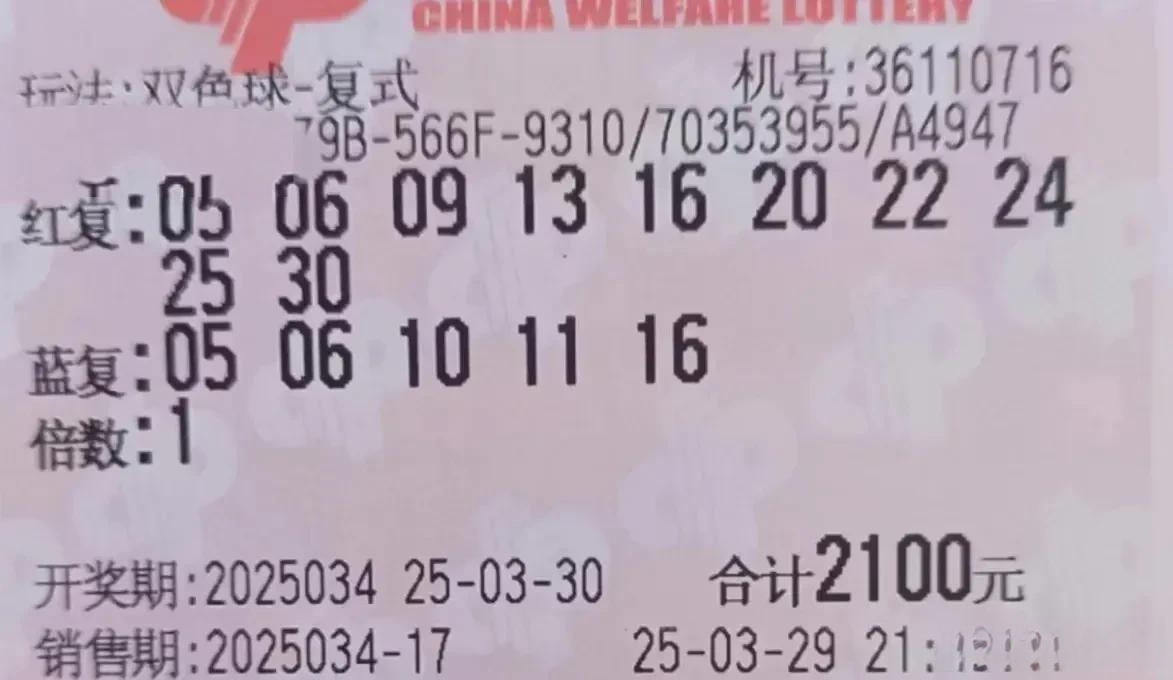 CHINA WELFARE LOTTERY
玩法:双色球-复式 机号:36110716
79B-566F-9310/70353955/A4947
红复:05 06 09 13 16 20 22 24
25 30
蓝复:05 06 10 11 16
倍数:1
开奖期:2025034 25-03-30 合计2100元
销售期:2025034-17 25-03-29 21: